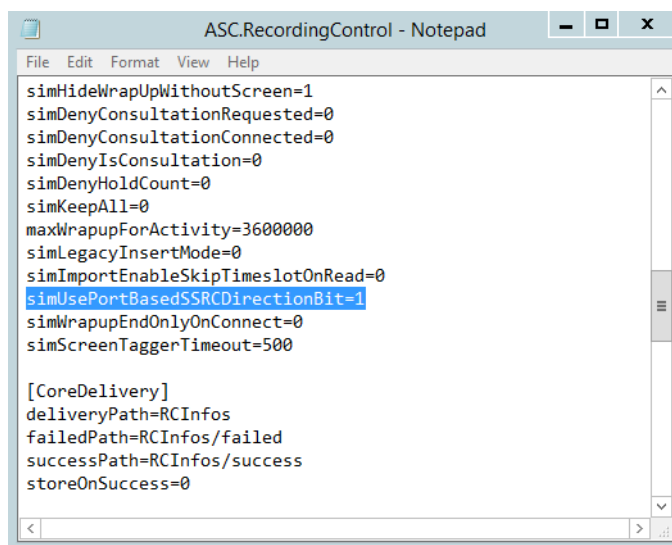 ASC.RecordingControl - Notepad
File Edit Format View Help
simHideWrapUpWithoutScreen=1
simDenyConsultationRequested=0
simDenyConsultationConnected=0
simDenyIsConsultation=0
simDenyHoldCount=0
simKeepAll=0
maxWrapupForActivity=3600000
simLegacyInsertMode=0
simImportEnableSkipTimeslotOnRead=0
simUsePortBasedSSRCDirectionBit=1
simWrapupEndOnlyOnConnect=0
simScreenTaggerTimeout=500
[CoreDelivery]
deliveryPath=RCInfos
failedPath=RCInfos/failed
successPath=RCInfos/success
storeOnSuccess=0